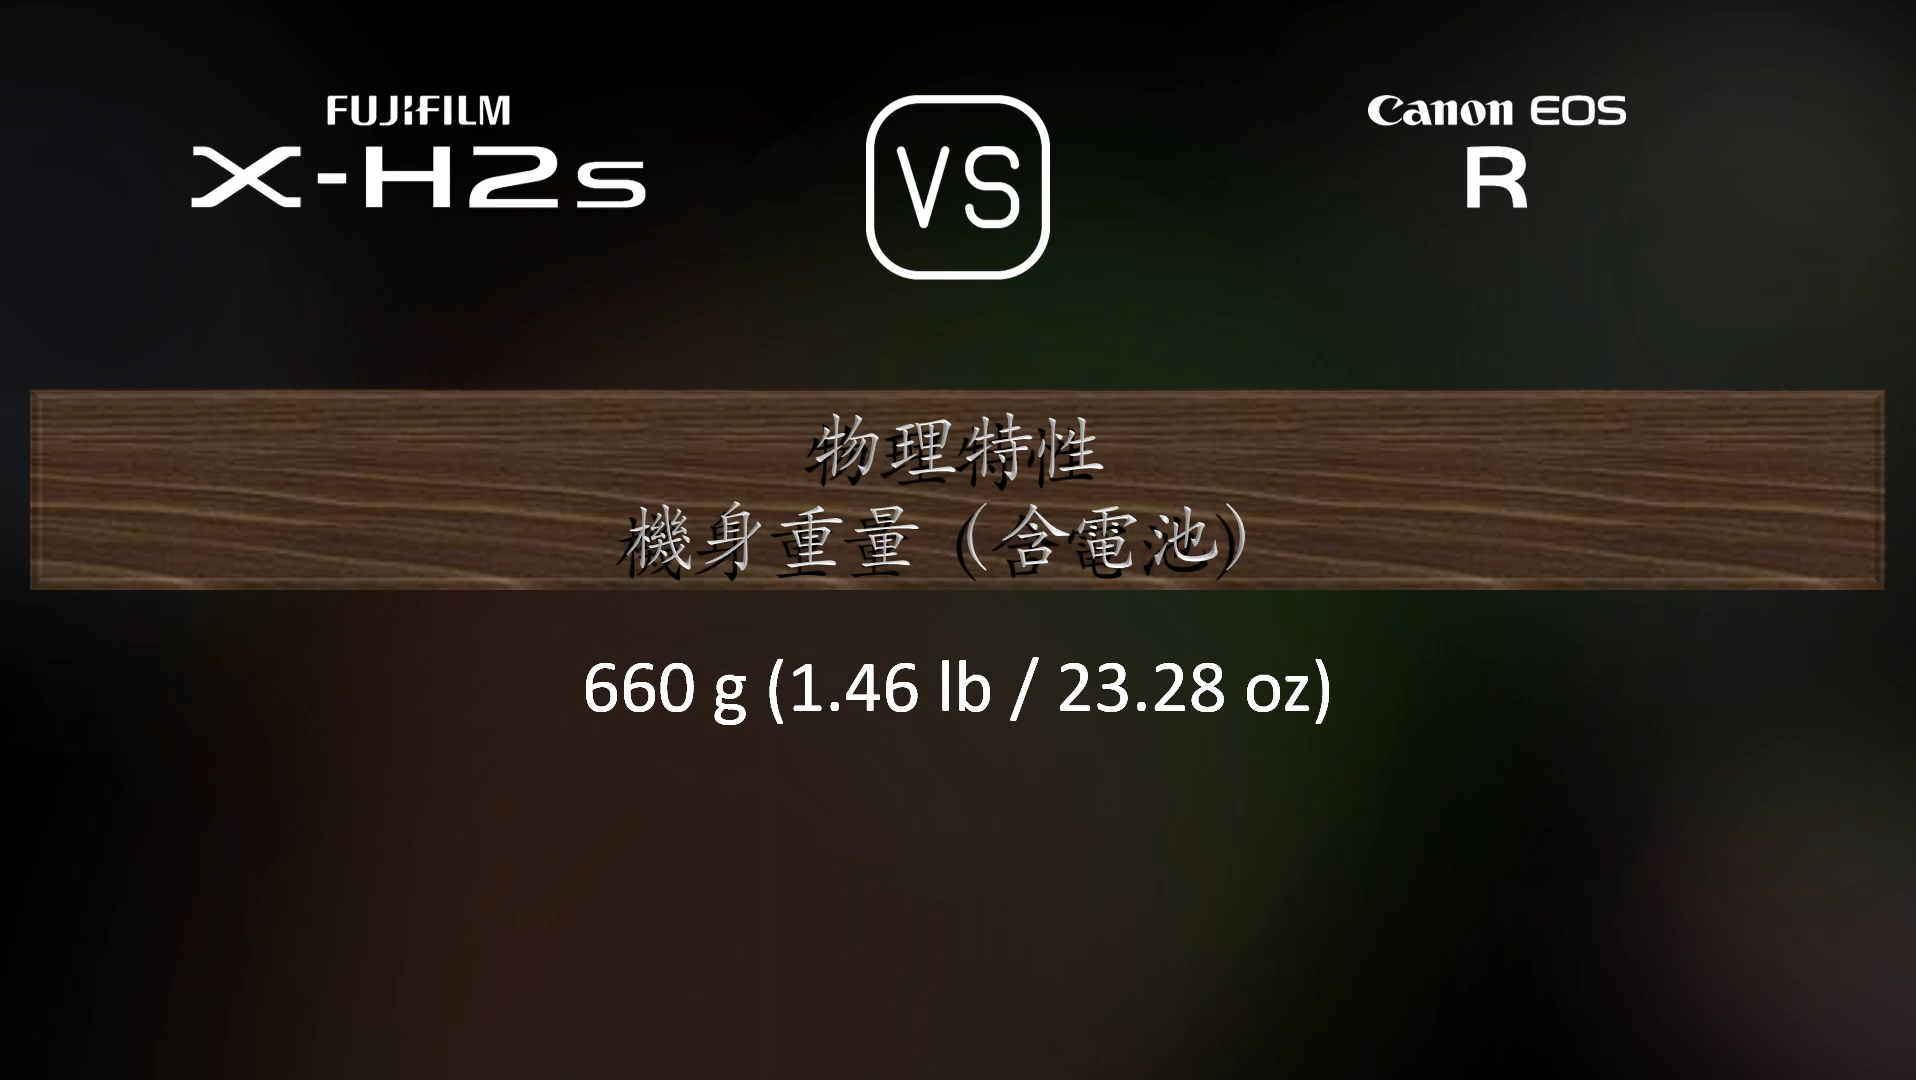 FUJIFILM
X-H2s
VS
Canon EOS
R
物理特性
機身重量（含電池）
660 g (1.46 lb / 23.28 oz)